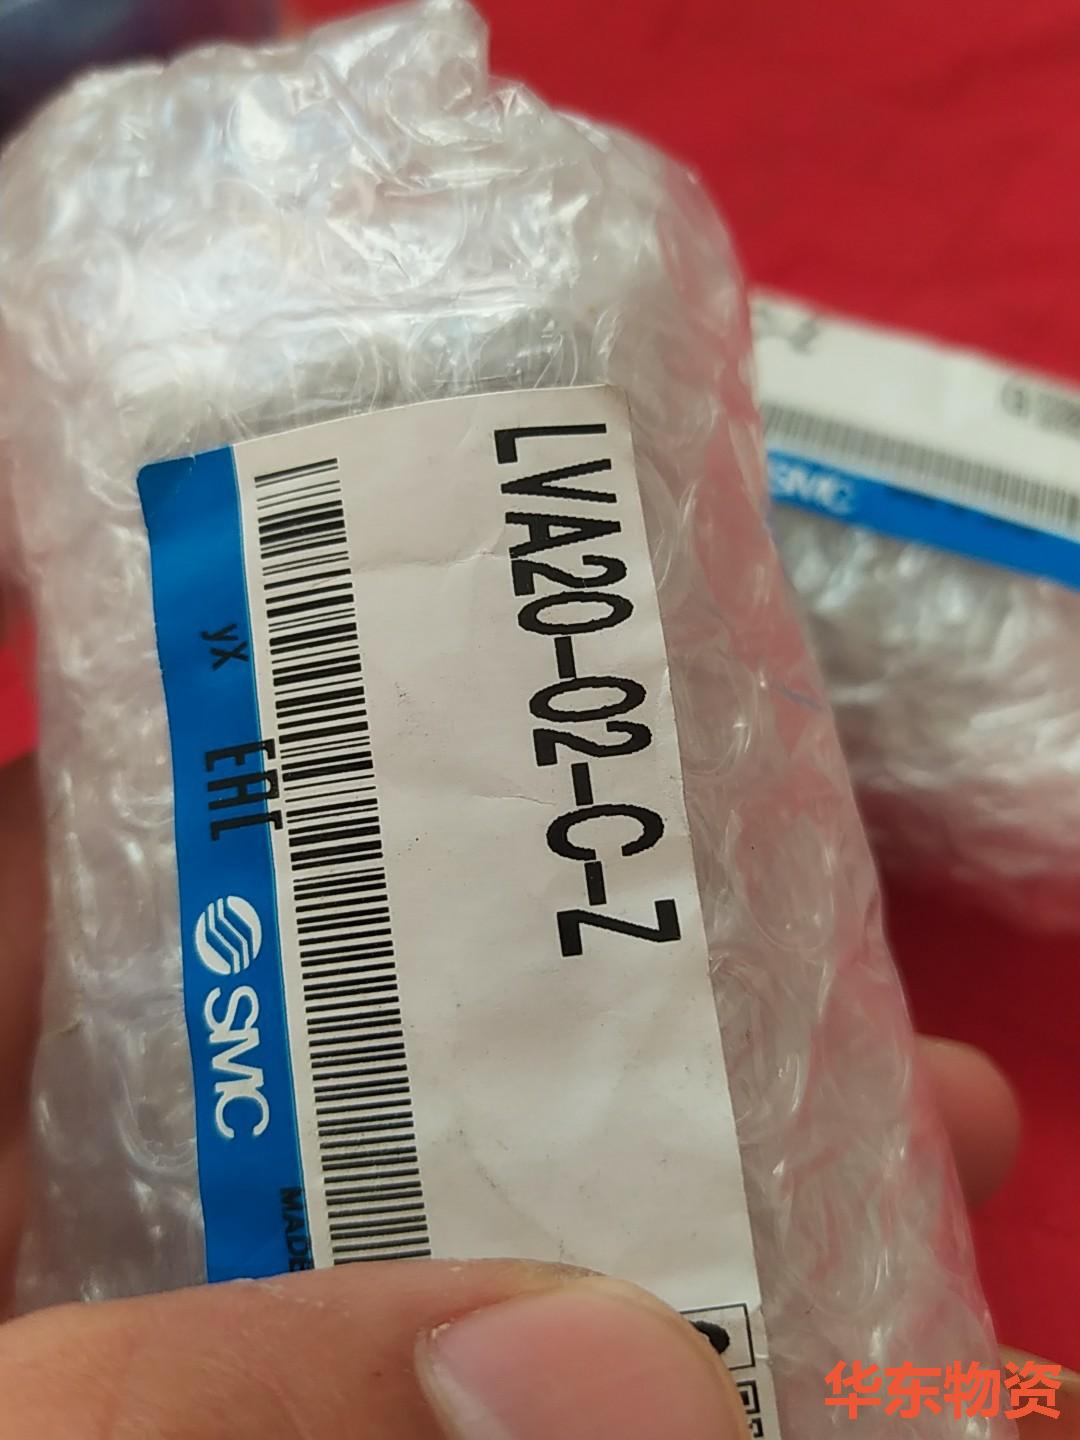 LVA20-02-C-Z
yx
EAC
SMC
MADE
SMC
华东物资